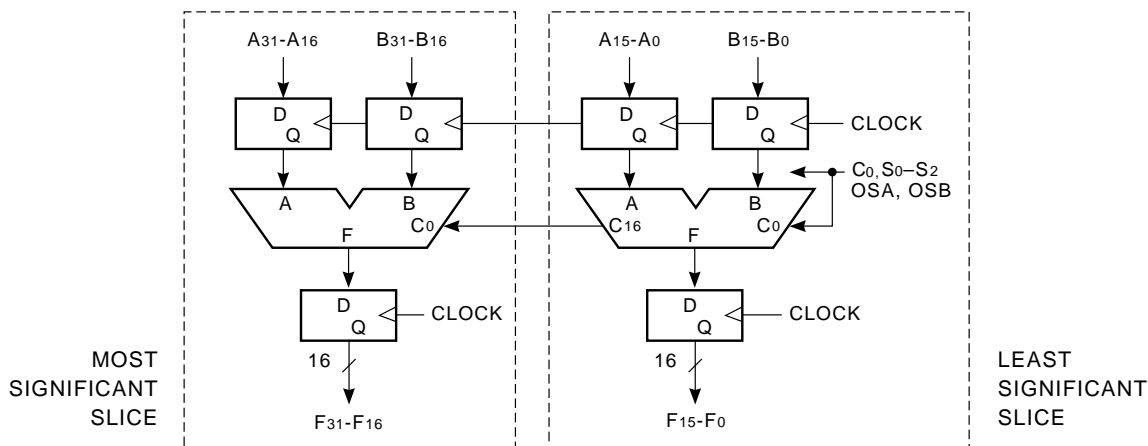 A31-A16 B31-B16 A15-A0 B15-B0
D D D D
Q Q Q Q CLOCK
C0, S0–S2
OSA, OSB
A B A B
C0 C16 C0
F F
D D
Q CLOCK Q CLOCK
16 16
MOST
SIGNIFICANT
SLICE
LEAST
SIGNIFICANT
SLICE
F31-F16 F15-F0